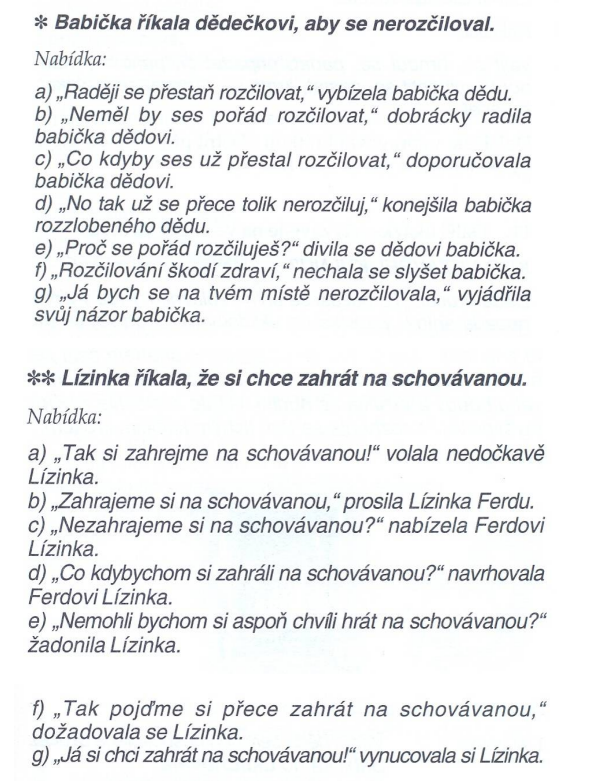 * Babička říkala dědečkovi, aby se nerozčiloval.
Nabídka:
a) „Raději se přestaň rozčilovat,“ vybízela babička dědu.
b) „Neměl by ses pořád rozčilovat,“ dobrácky radila
babička dědovi.
c) „Co kdyby ses už přestal rozčilovat,“ doporučovala
babička dědovi.
d) „No tak už se přece tolik nerozčiluj,“ konejšila babička
rozzlobeného dědu.
e) „Proč se pořád rozčiluješ?“ divila se dědovi babička.
f) „Rozčilování škodí zdraví,“ nechala se slyšet babička.
g) „Já bych se na tvém místě nerozčilovala,“ vyjádřila
svůj názor babička.
** Lízinka říkala, že si chce zahrát na schovávanou.
Nabídka:
a) „Tak si zahrejme na schovávanou!“ volala nedočkavě
Lízinka.
b) „Zahrajeme si na schovávanou,“ prosila Lízinka Ferdu.
c) „Nezahrajeme si na schovávanou?“ nabízela Ferdovi
Lízinka.
d) „Co kdybychom si zahráli na schovávanou?“ navrhovala
Ferdovi Lízinka.
e) „Nemohli bychom si aspoň chvíli hrát na schovávanou?“
žadonila Lízinka.
f) „Tak pojďme si přece zahrát na schovávanou,“
dožadovala se Lízinka.
g) „Já si chci zahrát na schovávanou!“ vynucovala si Lízinka.